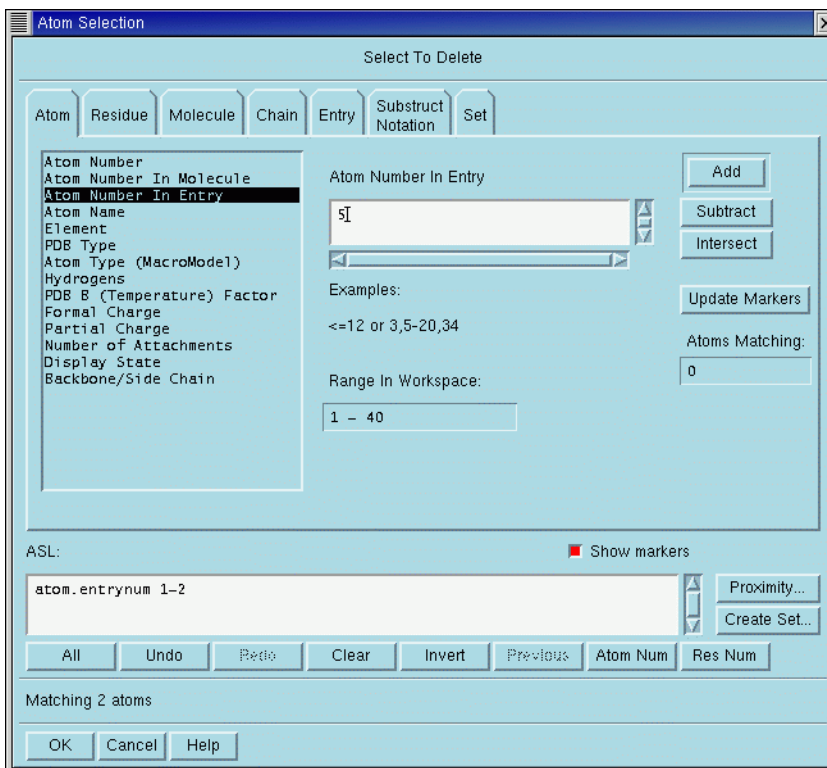 Atom Selection
Select To Delete
Atom Residue Molecule Chain Entry Substruct Notation Set
Atom Number
Atom Number In Molecule
Atom Number In Entry
Atom Name
Element
PDB Type
Atom Type (MacroModel)
Hydrogens
PDB B (Temperature) Factor
Formal Charge
Partial Charge
Number of Attachments
Display State
Backbone/Side Chain
Atom Number In Entry
5
Examples:
<=12 or 3,5-20,34
Range In Workspace:
1 – 40
Add
Subtract
Intersect
Update Markers
Atoms Matching:
0
ASL:
Show markers
atom.entrynum 1–2
Proximity...
Create Set...
All Undo Redo Clear Invert Previous Atom Num Res Num
Matching 2 atoms
OK Cancel Help